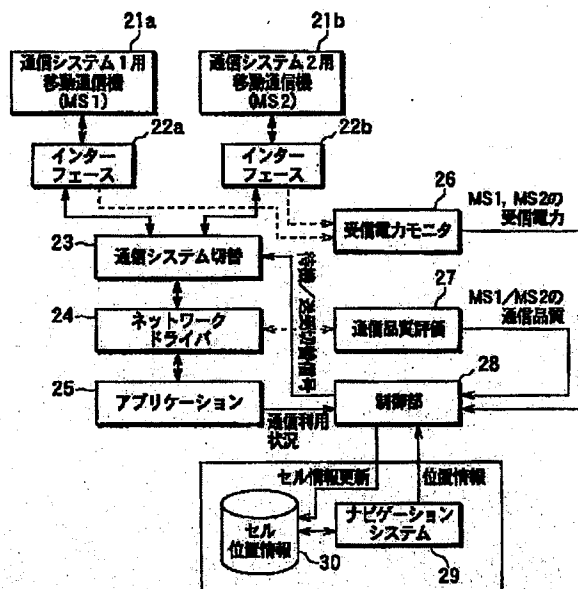 21a
21b
通信システム1用
移動通信機
(MS1)
通信システム2用
移動通信機
(MS2)
22a
22b
インター
フェース
インター
フェース
26
MS1, MS2の
受信電力
受信電力モニタ
23
通信システム切替
27
MS1/MS2の
通信品質
24
ネットワーク
ドライバ
通信品質評価
28
25
アプリケーション
制御部
通信利用
状況
セル情報更新
位置情報
セル
位置情報
ナビゲーション
システム
30
29